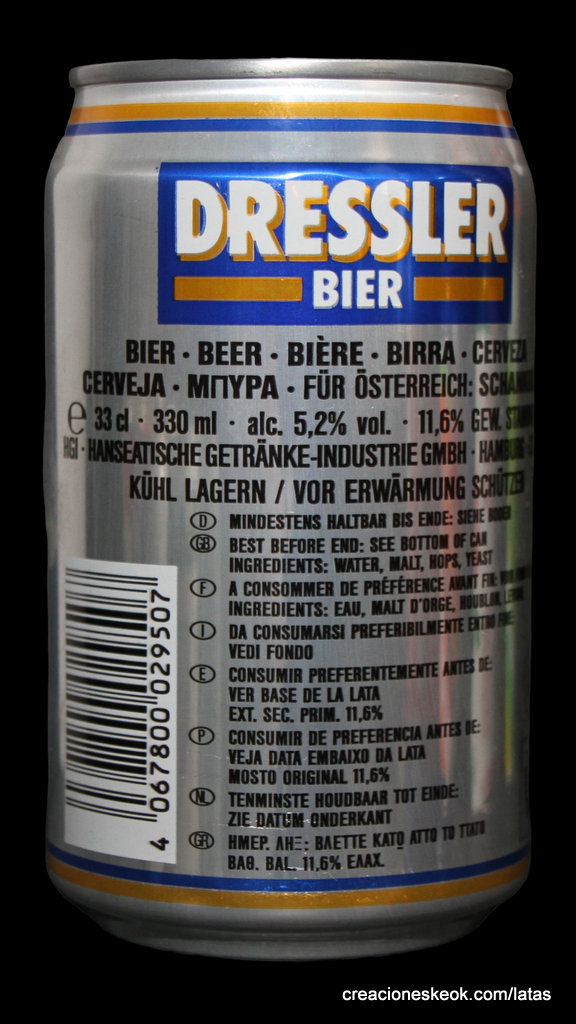 DRESSLER
BIER
BIER · BEER · BIÈRE · BIRRA · CERVEZA
CERVEJA · МПΥΡΑ · FÜR ÖSTERREICH:
e 33 cl · 330 ml · alc. 5,2% vol. · 11,6% GEW.
HGI · HANSEATISCHE GETRÄNKE-INDUSTRIE GMBH · HAMBURG
KÜHL LAGERN / VOR ERWÄRMUNG SCHÜTZEN
D MINDESTENS HALTBAR BIS ENDE: SIEHE BODEN
GB BEST BEFORE END: SEE BOTTOM OF CAN
INGREDIENTS: WATER, MALT, HOPS, YEAST
F A CONSOMMER DE PRÉFÉRENCE AVANT FIN:
INGREDIENTS: EAU, MALT D'ORGE, HOUBLON,
I DA CONSUMARSI PREFERIBILMENTE ENTRO FINE:
VEDI FONDO
E CONSUMIR PREFERENTEMENTE ANTES DE:
VER BASE DE LA LATA
EXT. SEC. PRIM. 11,6%
P CONSUMIR DE PREFERENCIA ANTES DE:
VEJA DATA EMBAIXO DA LATA
MOSTO ORIGINAL 11,6%
NL TENMINSTE HOUDBAAR TOT EINDE:
ZIE DATUM ONDERKANT
GR ΗΜΕΡ. ΛΗΞ: ΒΛΕΤΤΕ ΚΑΤΩ ΑΤΤΟ ΤΟ ΤΤΑΤΟ
ΒΑΘ. BAL. 11,6% ΕΛΑΧ.
4 067800 029507
creacioneskeok.com/latas